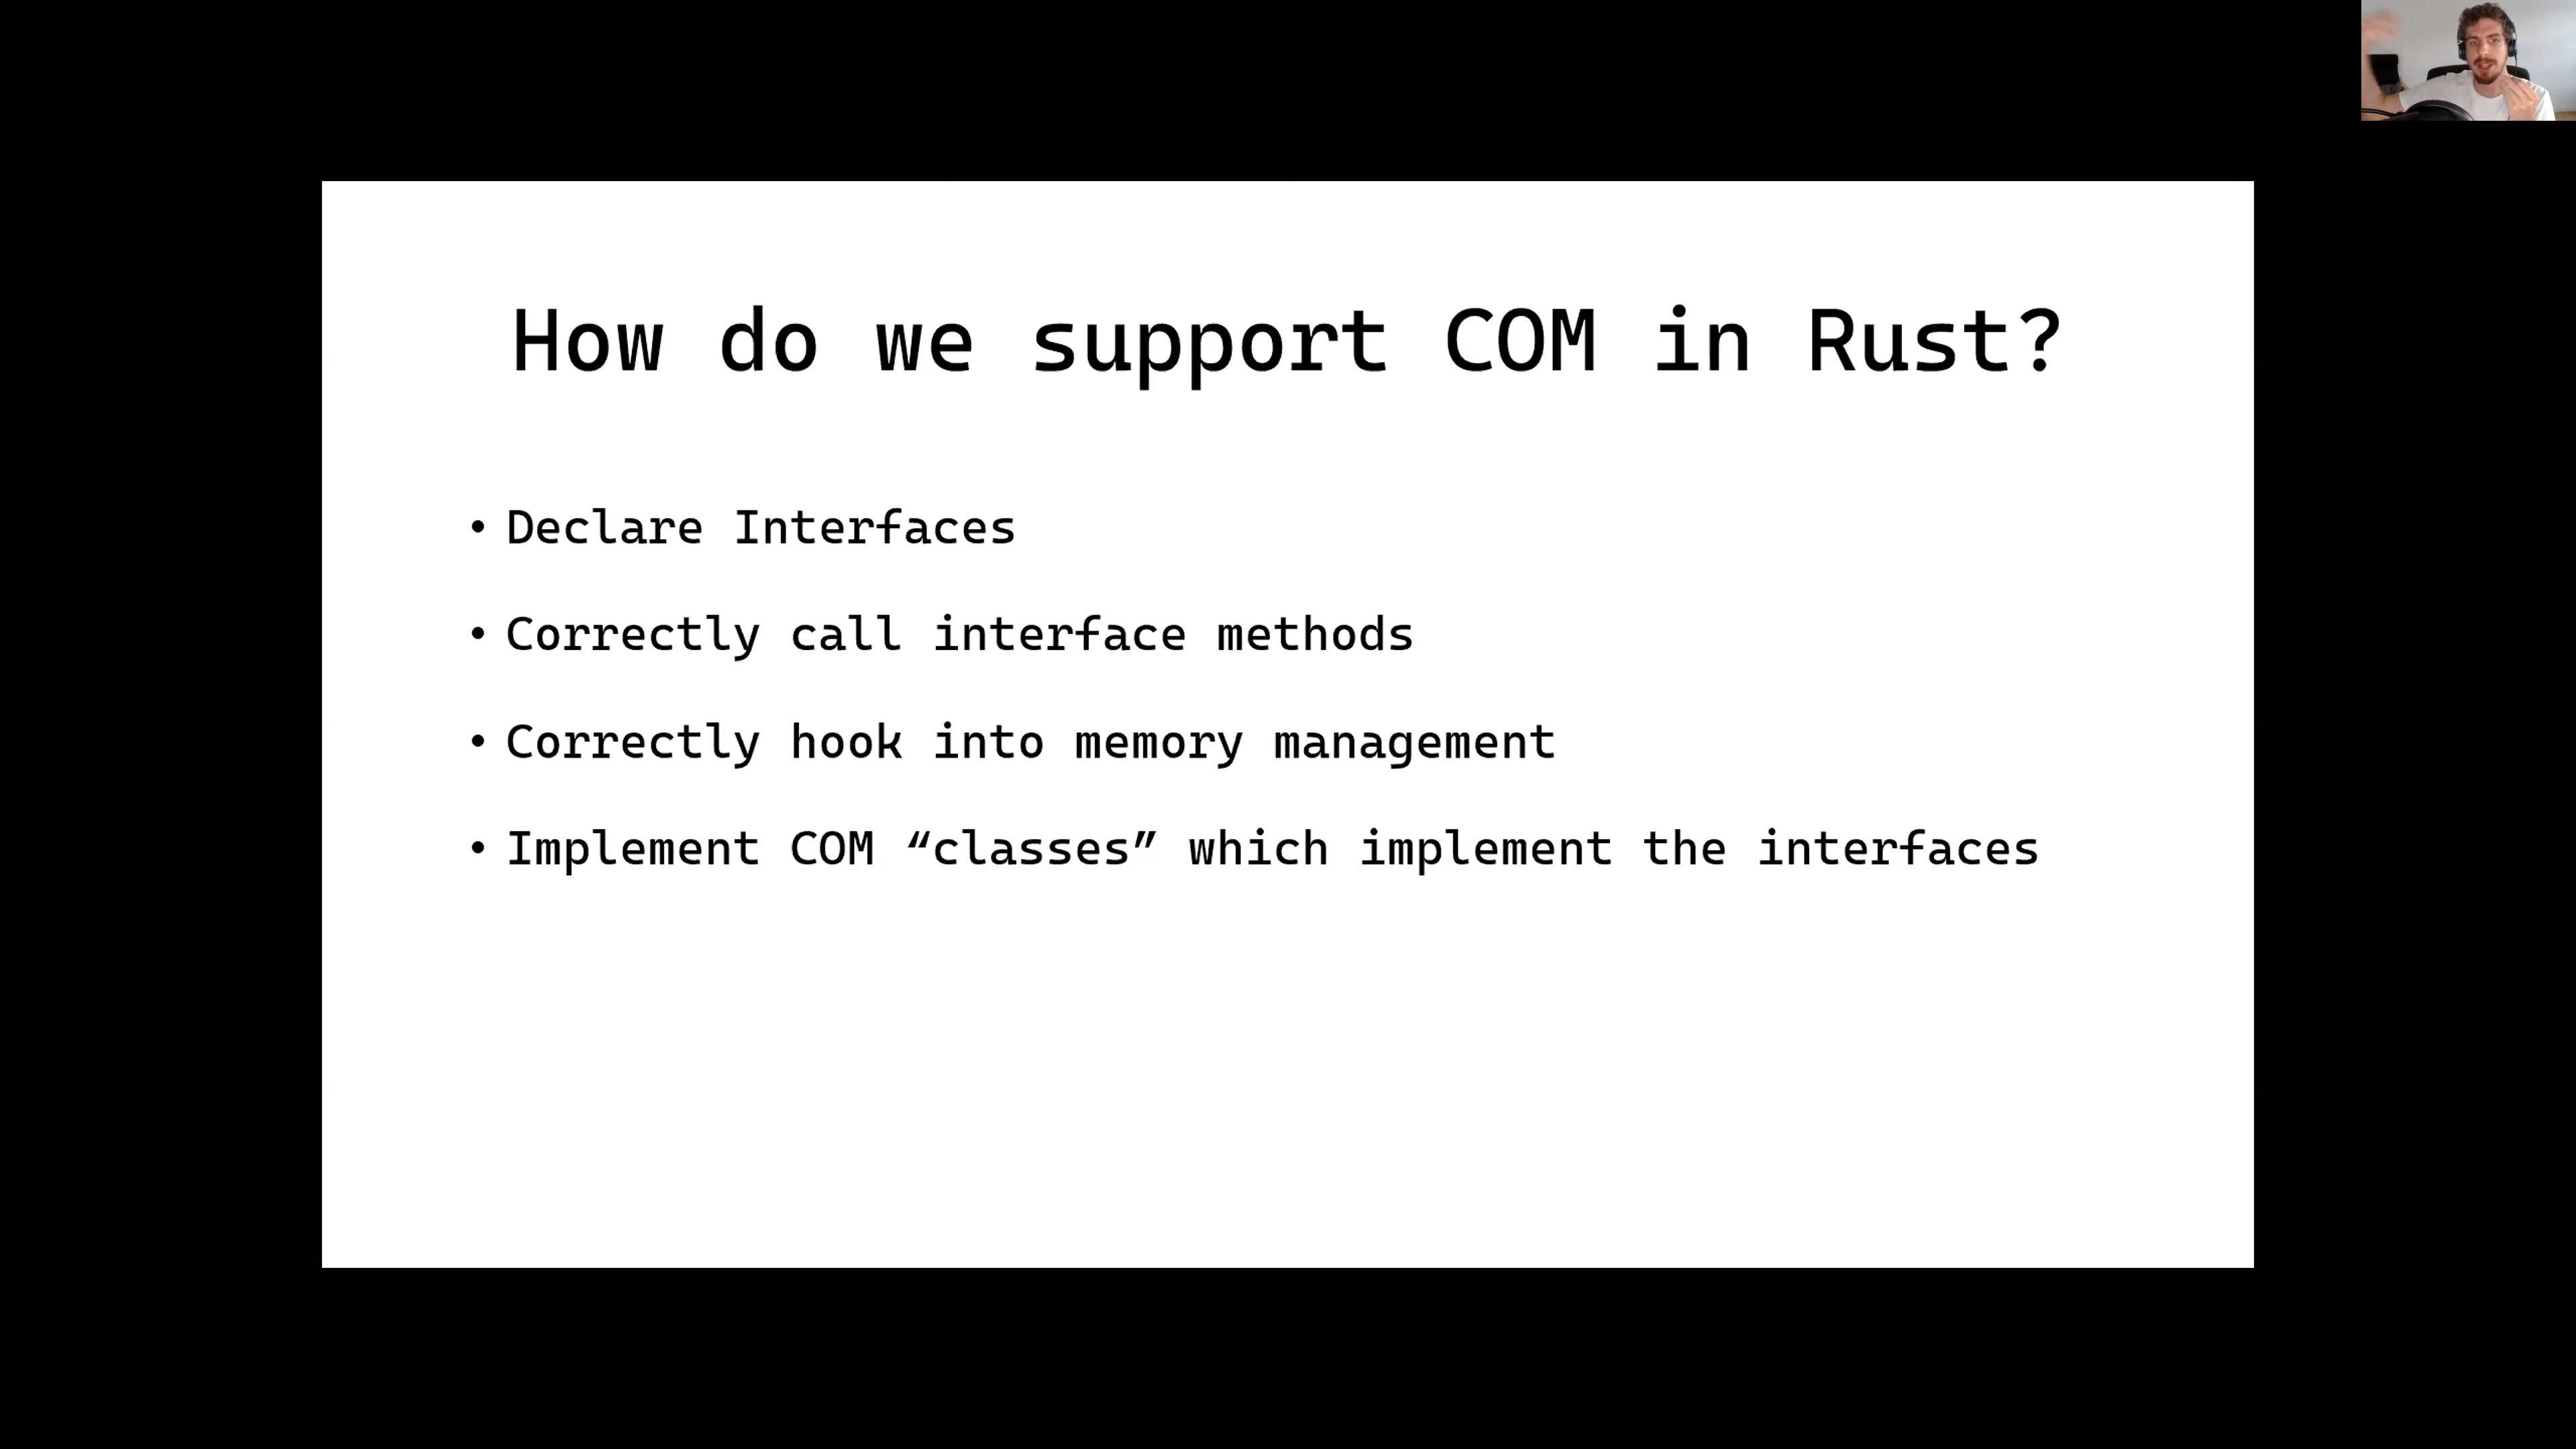 How do we support COM in Rust?
• Declare Interfaces
• Correctly call interface methods
• Correctly hook into memory management
• Implement COM “classes” which implement the interfaces